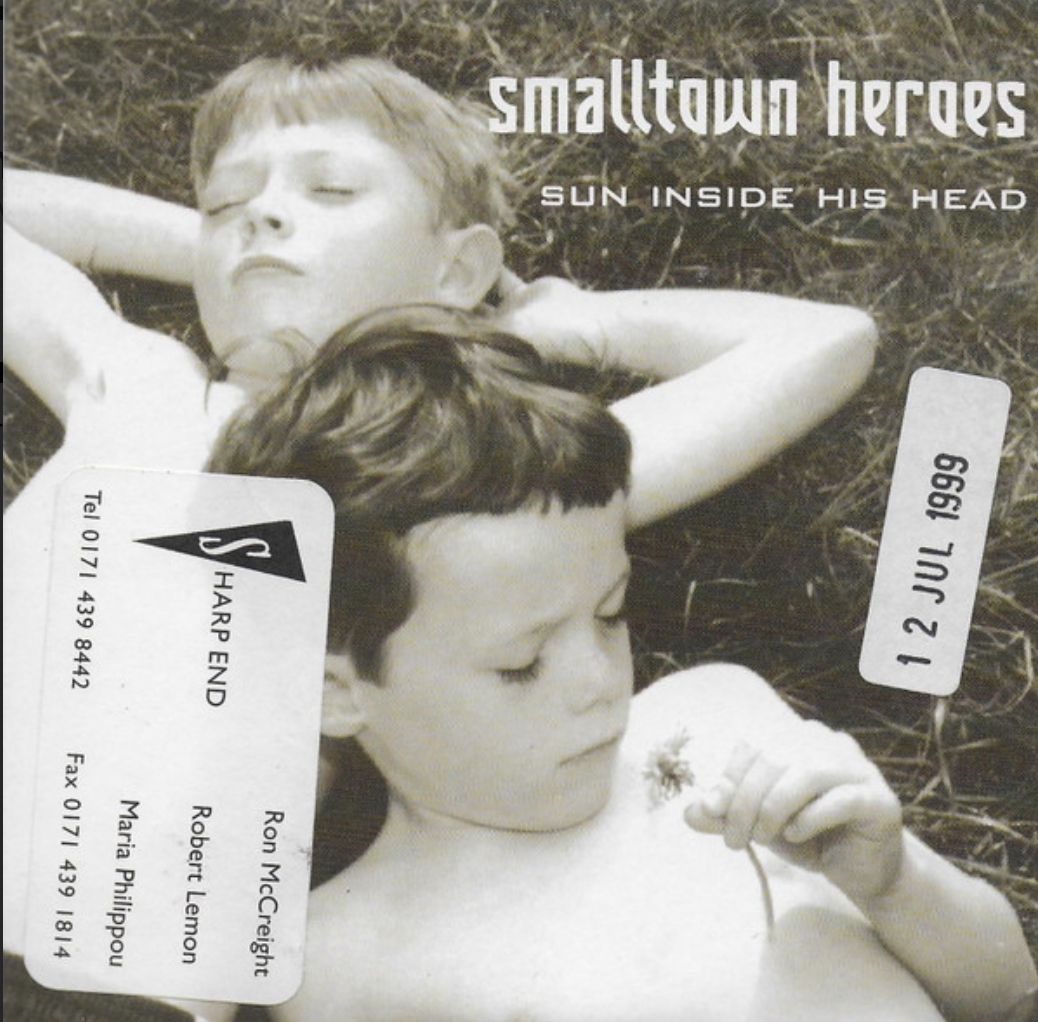 smalltown heroes
SUN INSIDE HIS HEAD
12 JUL 1999
SHARP END
Ron McCreight
Robert Lemon
Maria Philippou
Tel 0171 439 8442 Fax 0171 439 1814